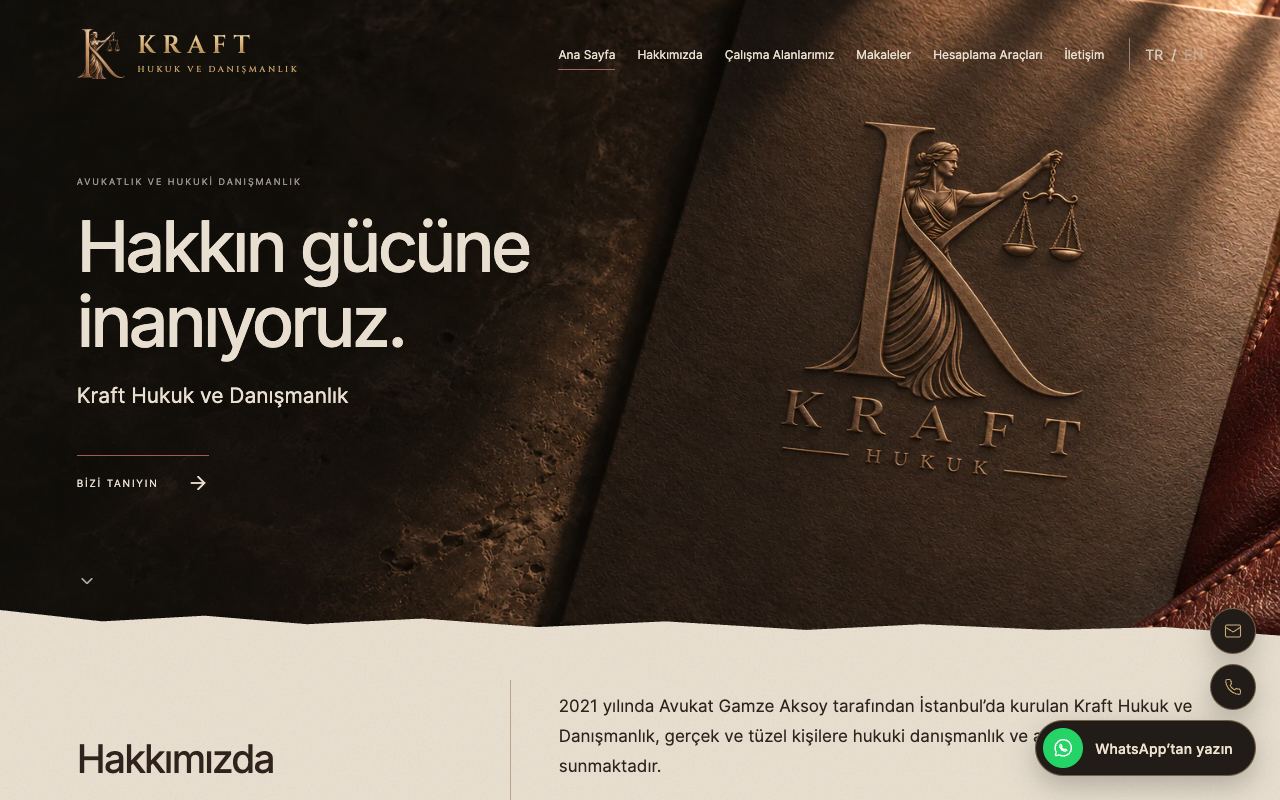 KRAFT
HUKUK VE DANIŞMANLIK
Ana Sayfa
Hakkımızda
Çalışma Alanlarımız
Makaleler
Hesaplama Araçları
İletişim
TR / EN
AVUKATLIK VE HUKUKİ DANIŞMANLIK
Hakkın gücüne
inanıyoruz.
Kraft Hukuk ve Danışmanlık
BİZİ TANIYIN
K
KRAFT
HUKUK
Hakkımızda
2021 yılında Avukat Gamze Aksoy tarafından İstanbul’da kurulan Kraft Hukuk ve
Danışmanlık, gerçek ve tüzel kişilere hukuki danışmanlık ve
sunmaktadır.
WhatsApp’tan yazın